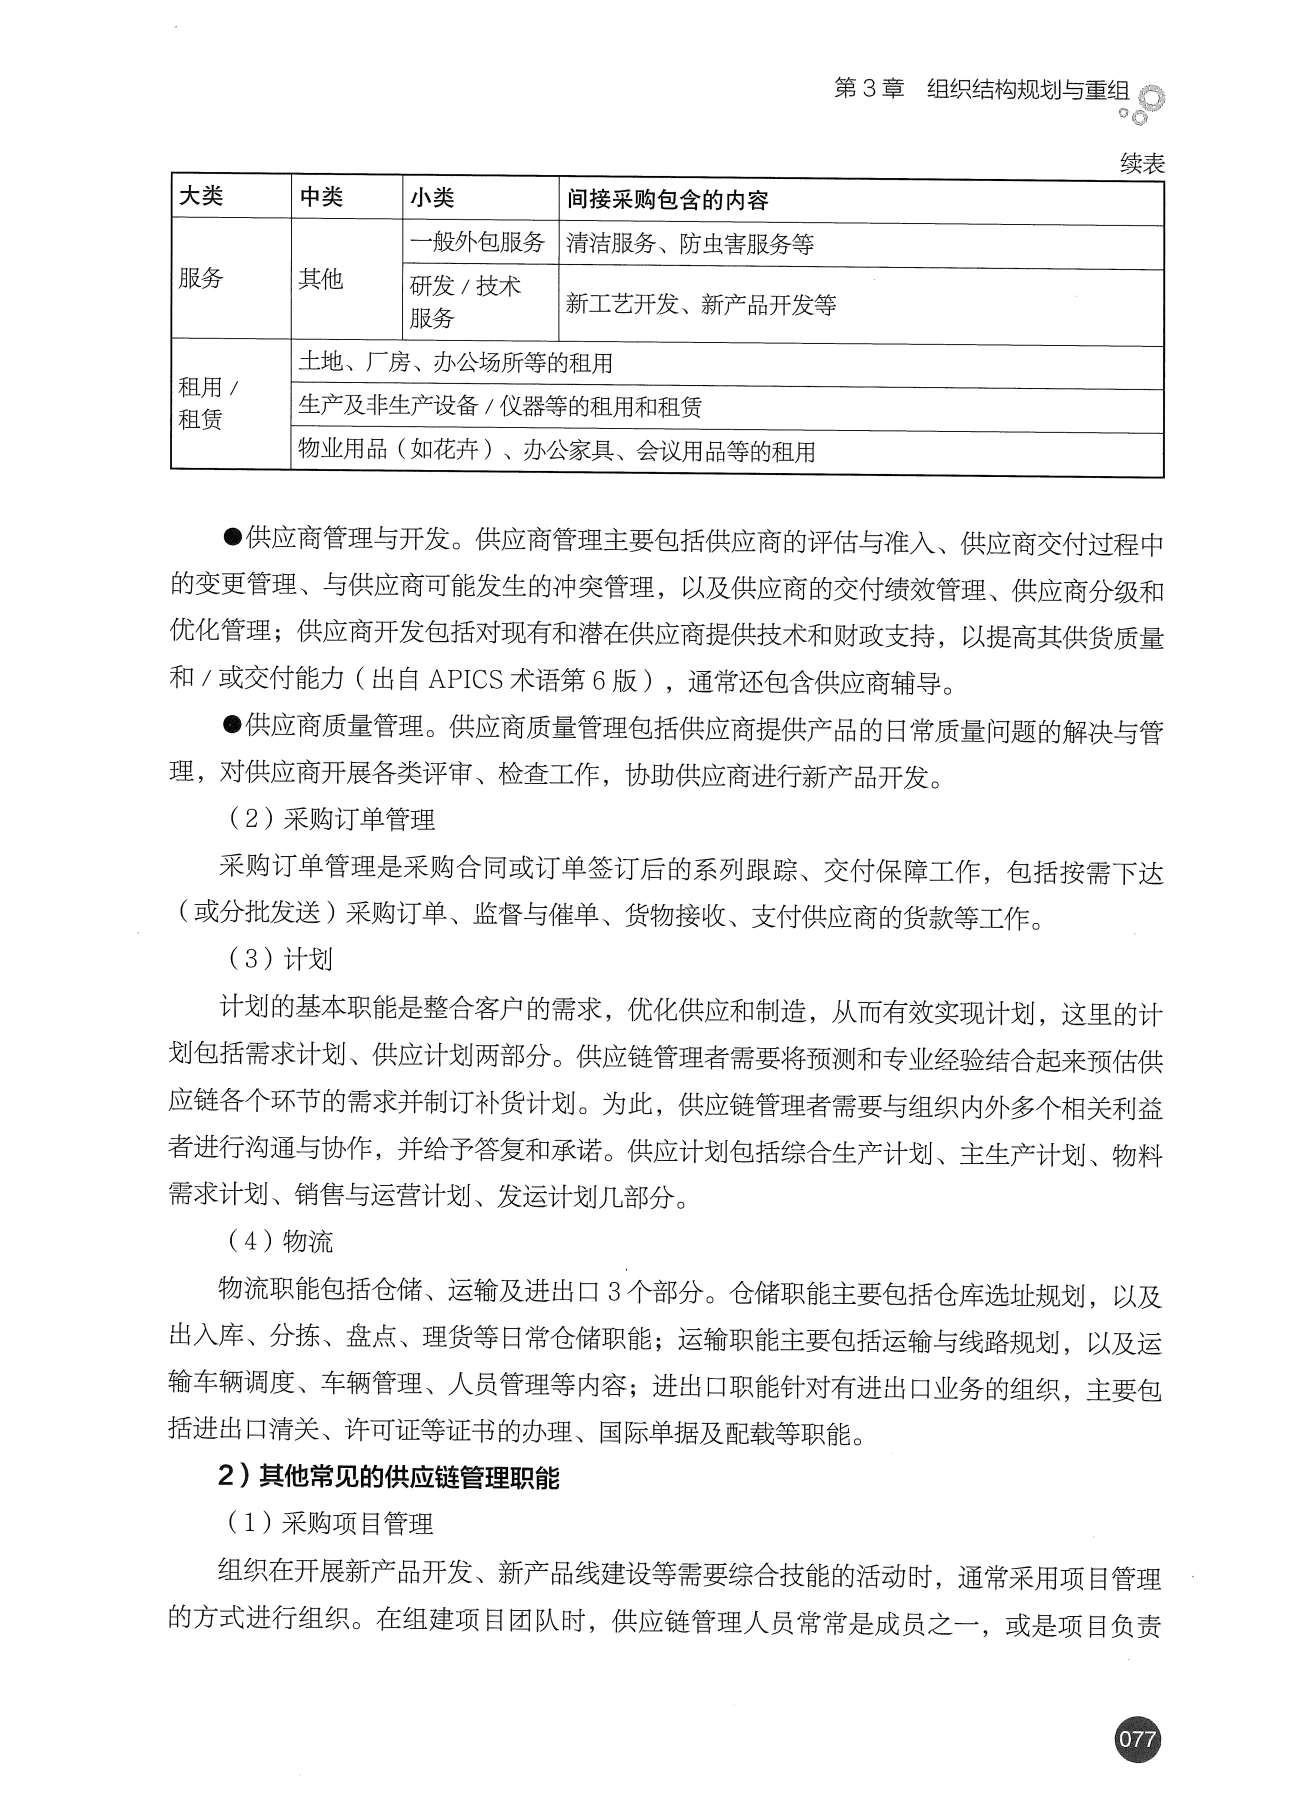 第3章 组织结构规划与重组
续表
大类 中类 小类 间接采购包含的内容
服务 其他 一般外包服务 清洁服务、防虫害服务等
研发/技术
服务
新工艺开发、新产品开发等
租用/
租赁
土地、厂房、办公场所等的租用
生产及非生产设备/仪器等的租用和租赁
物业用品（如花卉）、办公家具、会议用品等的租用
●供应商管理与开发。供应商管理主要包括供应商的评估与准入、供应商交付过程中
的变更管理、与供应商可能发生的冲突管理，以及供应商的交付绩效管理、供应商分级和
优化管理；供应商开发包括对现有和潜在供应商提供技术和财政支持，以提高其供货质量
和/或交付能力（出自 APICS 术语第6版），通常还包含供应商辅导。
●供应商质量管理。供应商质量管理包括供应商提供产品的日常质量问题的解决与管
理，对供应商开展各类评审、检查工作，协助供应商进行新产品开发。
（2）采购订单管理
采购订单管理是采购合同或订单签订后的系列跟踪、交付保障工作，包括按需下达
（或分批发送）采购订单、监督与催单、货物接收、支付供应商的货款等工作。
（3）计划
计划的基本职能是整合客户的需求，优化供应和制造，从而有效实现计划，这里的计
划包括需求计划、供应计划两部分。供应链管理者需要将预测和专业经验结合起来预估供
应链各个环节的需求并制订补货计划。为此，供应链管理者需要与组织内外多个相关利益
者进行沟通与协作，并给予答复和承诺。供应计划包括综合生产计划、主生产计划、物料
需求计划、销售与运营计划、发运计划几部分。
（4）物流
物流职能包括仓储、运输及进出口3个部分。仓储职能主要包括仓库选址规划，以及
出入库、分拣、盘点、理货等日常仓储职能；运输职能主要包括运输与线路规划，以及运
输车辆调度、车辆管理、人员管理等内容；进出口职能针对有进出口业务的组织，主要包
括进出口清关、许可证等证书的办理、国际单据及配载等职能。
2）其他常见的供应链管理职能
（1）采购项目管理
组织在开展新产品开发、新产品线建设等需要综合技能的活动时，通常采用项目管理
的方式进行组织。在组建项目团队时，供应链管理人员常常是成员之一，或是项目负责
077